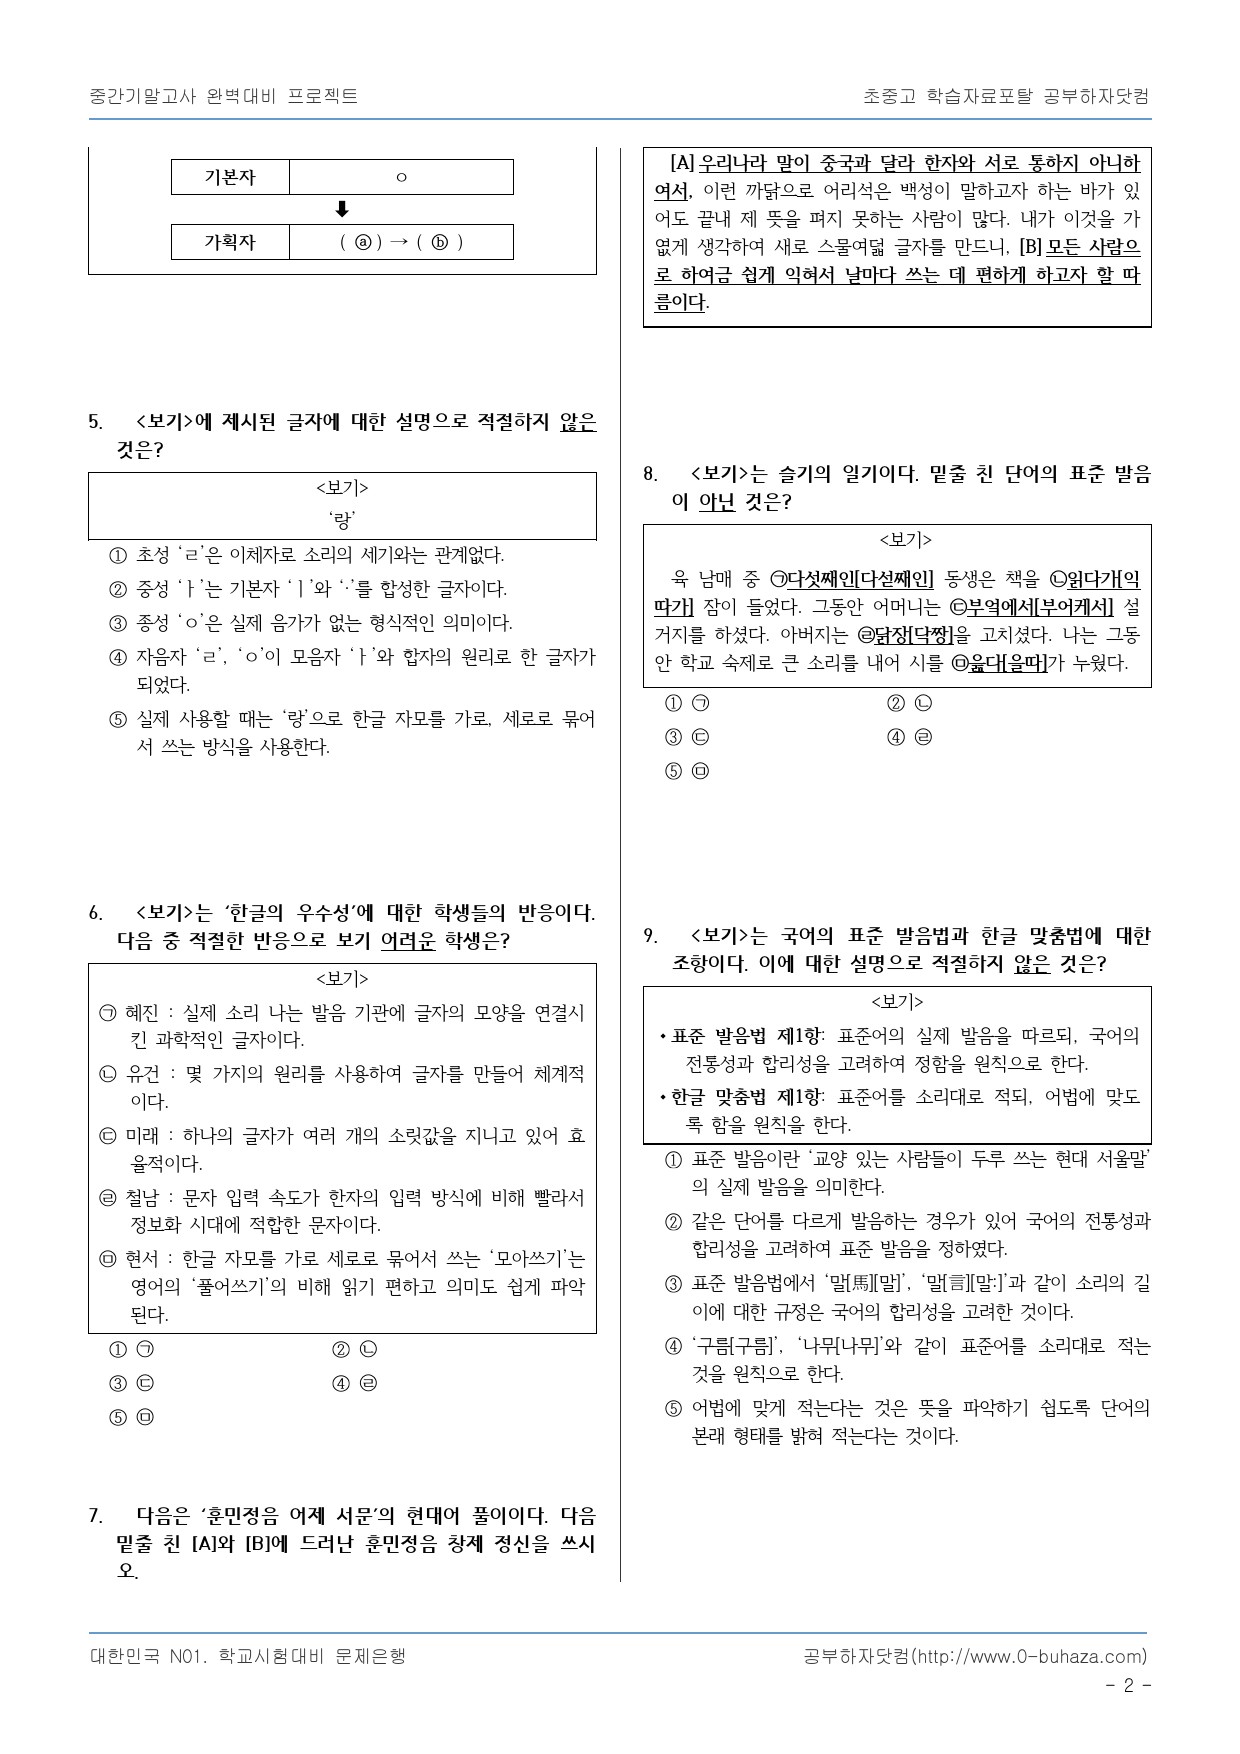 중간기말고사 완벽대비 프로젝트
초중고 학습자료포탈 공부하자닷컴
기본자 ㅇ
⬇
가획자 ( ⓐ ) → ( ⓑ )
5. <보기>에 제시된 글자에 대한 설명으로 적절하지 않은
것은?
<보기>
‘랑’
① 초성 ‘ㄹ’은 이체자로 소리의 세기와는 관계없다.
② 중성 ‘ㅏ’는 기본자 ‘ㅣ’와 ‘·’를 합성한 글자이다.
③ 종성 ‘ㅇ’은 실제 음가가 없는 형식적인 의미이다.
④ 자음자 ‘ㄹ’, ‘ㅇ’이 모음자 ‘ㅏ’와 합자의 원리로 한 글자가
되었다.
⑤ 실제 사용할 때는 ‘랑’으로 한글 자모를 가로, 세로로 묶어
서 쓰는 방식을 사용한다.
6. <보기>는 ‘한글의 우수성’에 대한 학생들의 반응이다.
다음 중 적절한 반응으로 보기 어려운 학생은?
<보기>
㉠ 혜진 : 실제 소리 나는 발음 기관에 글자의 모양을 연결시
킨 과학적인 글자이다.
㉡ 유건 : 몇 가지의 원리를 사용하여 글자를 만들어 체계적
이다.
㉢ 미래 : 하나의 글자가 여러 개의 소릿값을 지니고 있어 효
율적이다.
㉣ 철남 : 문자 입력 속도가 한자의 입력 방식에 비해 빨라서
정보화 시대에 적합한 문자이다.
㉤ 현서 : 한글 자모를 가로 세로로 묶어서 쓰는 ‘모아쓰기’는
영어의 ‘풀어쓰기’의 비해 읽기 편하고 의미도 쉽게 파악
된다.
① ㉠ ② ㉡
③ ㉢ ④ ㉣
⑤ ㉤
7. 다음은 ‘훈민정음 어제 서문’의 현대어 풀이이다. 다음
밑줄 친 [A]와 [B]에 드러난 훈민정음 창제 정신을 쓰시
오.
[A]우리나라 말이 중국과 달라 한자와 서로 통하지 아니하
여서, 이런 까닭으로 어리석은 백성이 말하고자 하는 바가 있
어도 끝내 제 뜻을 펴지 못하는 사람이 많다. 내가 이것을 가
엾게 생각하여 새로 스물여덟 글자를 만드니, [B]모든 사람으
로 하여금 쉽게 익혀서 날마다 쓰는 데 편하게 하고자 할 따
름이다.
8. <보기>는 슬기의 일기이다. 밑줄 친 단어의 표준 발음
이 아닌 것은?
<보기>
육 남매 중 ㉠다섯째인[다섣째인] 동생은 책을 ㉡읽다가[익
따가] 잠이 들었다. 그동안 어머니는 ㉢부엌에서[부어케서] 설
거지를 하셨다. 아버지는 ㉣닭장[닥짱]을 고치셨다. 나는 그동
안 학교 숙제로 큰 소리를 내어 시를 ㉤읊다[을따]가 누웠다.
① ㉠ ② ㉡
③ ㉢ ④ ㉣
⑤ ㉤
9. <보기>는 국어의 표준 발음법과 한글 맞춤법에 대한
조항이다. 이에 대한 설명으로 적절하지 않은 것은?
<보기>
• 표준 발음법 제1항: 표준어의 실제 발음을 따르되, 국어의
전통성과 합리성을 고려하여 정함을 원칙으로 한다.
• 한글 맞춤법 제1항: 표준어를 소리대로 적되, 어법에 맞도
록 함을 원칙을 한다.
① 표준 발음이란 ‘교양 있는 사람들이 두루 쓰는 현대 서울말’
의 실제 발음을 의미한다.
② 같은 단어를 다르게 발음하는 경우가 있어 국어의 전통성과
합리성을 고려하여 표준 발음을 정하였다.
③ 표준 발음법에서 ‘말[馬][말]’, ‘말[言][말:]’과 같이 소리의 길
이에 대한 규정은 국어의 합리성을 고려한 것이다.
④ ‘구름[구름]’, ‘나무[나무]’와 같이 표준어를 소리대로 적는
것을 원칙으로 한다.
⑤ 어법에 맞게 적는다는 것은 뜻을 파악하기 쉽도록 단어의
본래 형태를 밝혀 적는다는 것이다.
대한민국 N01. 학교시험대비 문제은행
공부하자닷컴(http://www.0-buhaza.com)
- 2 -